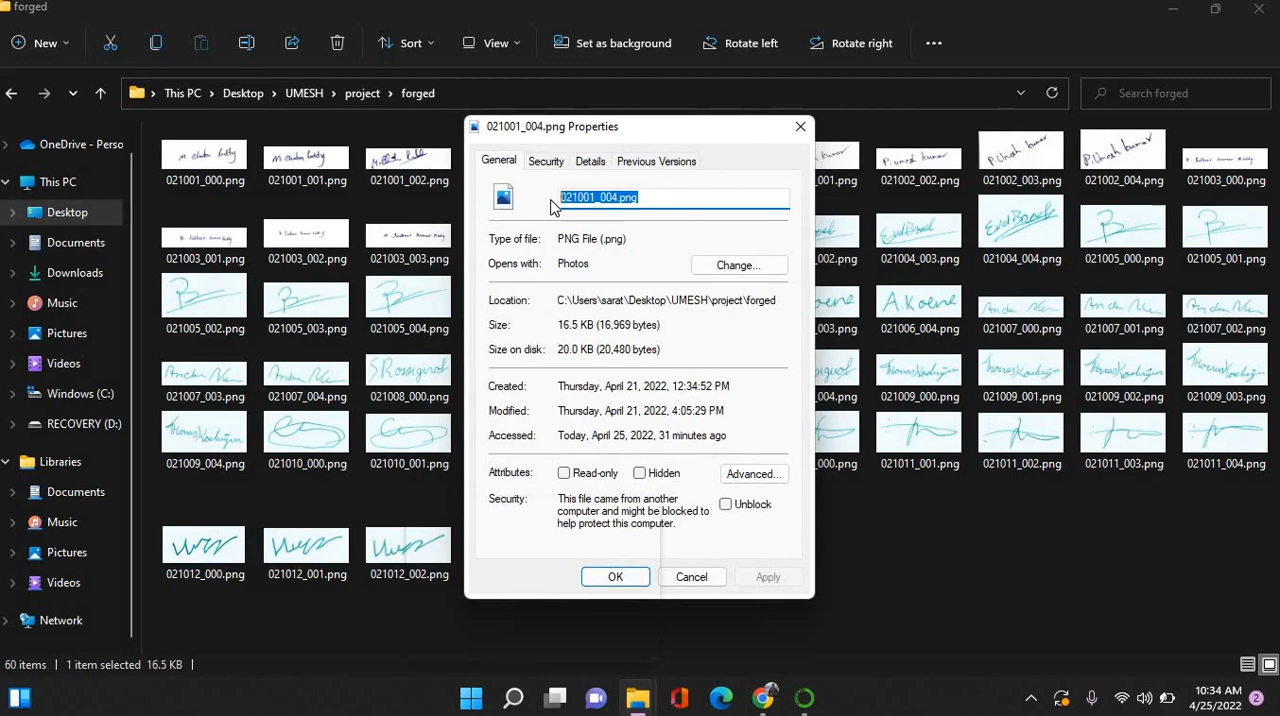 forged
New
Sort
View
Set as background
Rotate left
Rotate right
This PC
Desktop
UMESH
project
forged
Search forged
OneDrive - Perso
This PC
Desktop
Documents
Downloads
Music
Pictures
Videos
Windows (C:)
RECOVERY (D:)
Libraries
Documents
Music
Pictures
Videos
Network
021001_000.png
021001_001.png
021001_002.png
021002_002.png
021002_003.png
021002_004.png
021003_000.png
P. Umesh kumar
P. Umesh kumar
P. Umesh kumar
021003_001.png
021003_002.png
021003_003.png
021004_003.png
021004_004.png
021005_000.png
021005_001.png
021005_002.png
021005_003.png
021005_004.png
021006_004.png
021007_000.png
021007_001.png
021007_002.png
A.Koene
021007_003.png
021007_004.png
021008_000.png
021009_000.png
021009_001.png
021009_002.png
021009_003.png
S Rossignol
021009_004.png
021010_000.png
021010_001.png
_000.png
021011_001.png
021011_002.png
021011_003.png
021011_004.png
021012_000.png
021012_001.png
021012_002.png
021001_004.png Properties
General
Security
Details
Previous Versions
021001_004.png
Type of file: PNG File (.png)
Opens with: Photos
Change...
Location: C:\Users\sarat\Desktop\UMESH\project\forged
Size: 16.5 KB (16,969 bytes)
Size on disk: 20.0 KB (20,480 bytes)
Created: Thursday, April 21, 2022, 12:34:52 PM
Modified: Thursday, April 21, 2022, 4:05:29 PM
Accessed: Today, April 25, 2022, 31 minutes ago
Attributes: Read-only Hidden
Advanced...
Security: This file came from another
computer and might be blocked to
help protect this computer.
Unblock
OK
Cancel
Apply
60 items
1 item selected 16.5 KB
10:34 AM
4/25/2022
2